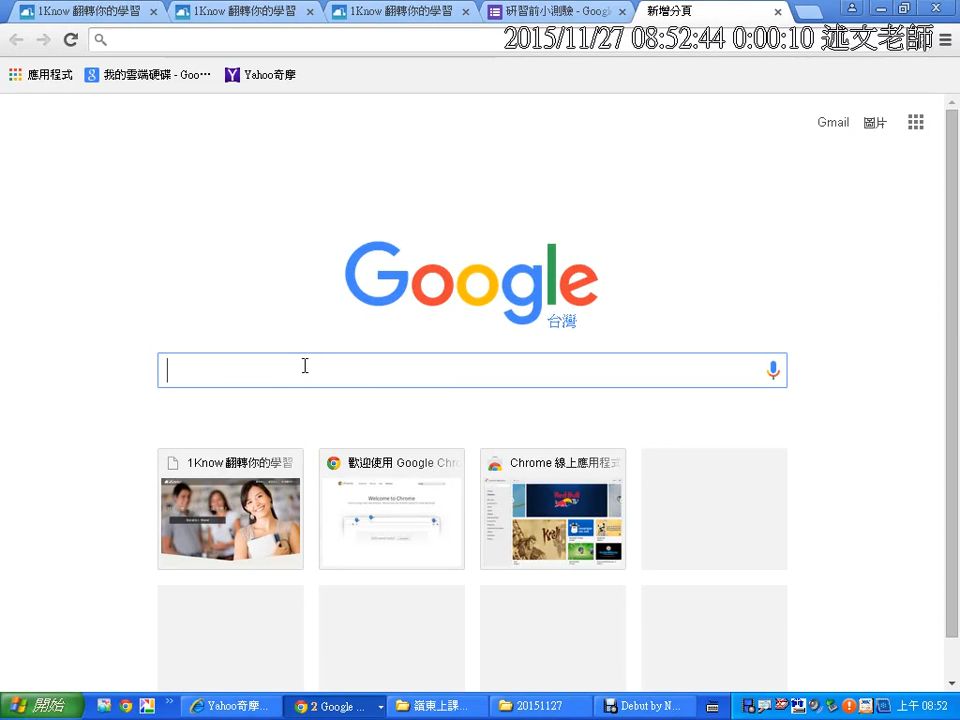 1Know 翻轉你的學習
1Know 翻轉你的學習
1Know 翻轉你的學習
研習前小測驗 - Googl
新增分頁
2015/11/27 08:52:44 0:00:10 述文老師
應用程式
我的雲端硬碟 - Goo…
Yahoo奇摩
Gmail
圖片
Google
台灣
1Know 翻轉你的學習
歡迎使用 Google Chro
Chrome 線上應用程式
Welcome to Chrome
開始
Yahoo奇摩...
2 Google ...
嶺東上課...
20151127
Debut by N...
上午 08:52